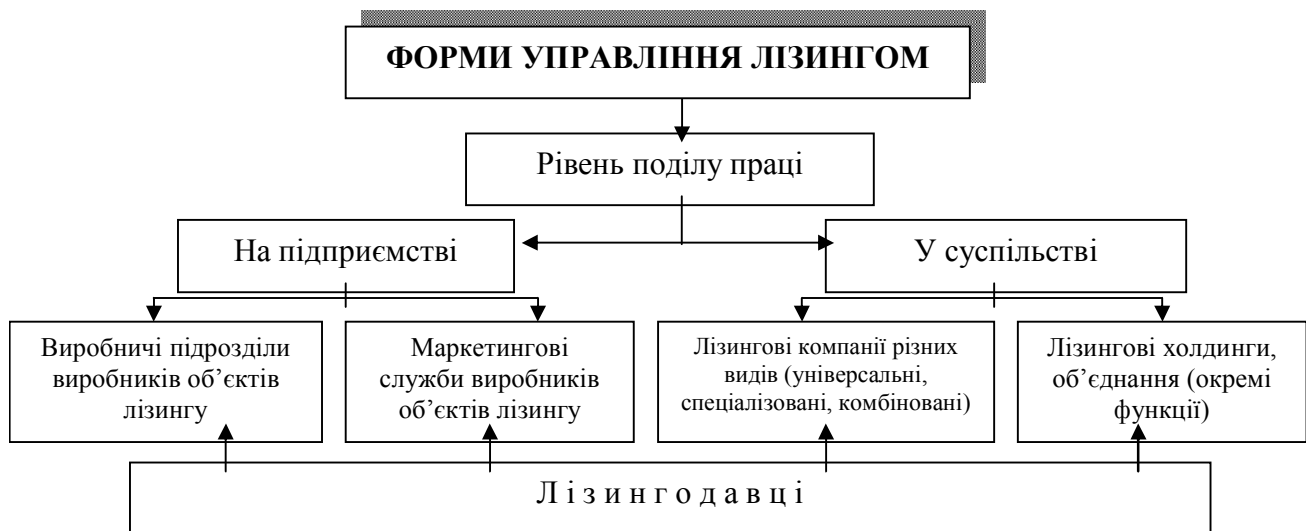 ФОРМИ УПРАВЛІННЯ ЛІЗИНГОМ
Рівень поділу праці
На підприємстві
У суспільстві
Виробничі підрозділи
виробників об’єктів
лізингу
Маркетингові
служби виробників
об’єктів лізингу
Лізингові компанії різних
видів (універсальні,
спеціалізовані, комбіновані)
Лізингові холдинги,
об’єднання (окремі
функції)
Л і з и н г о д а в ц і